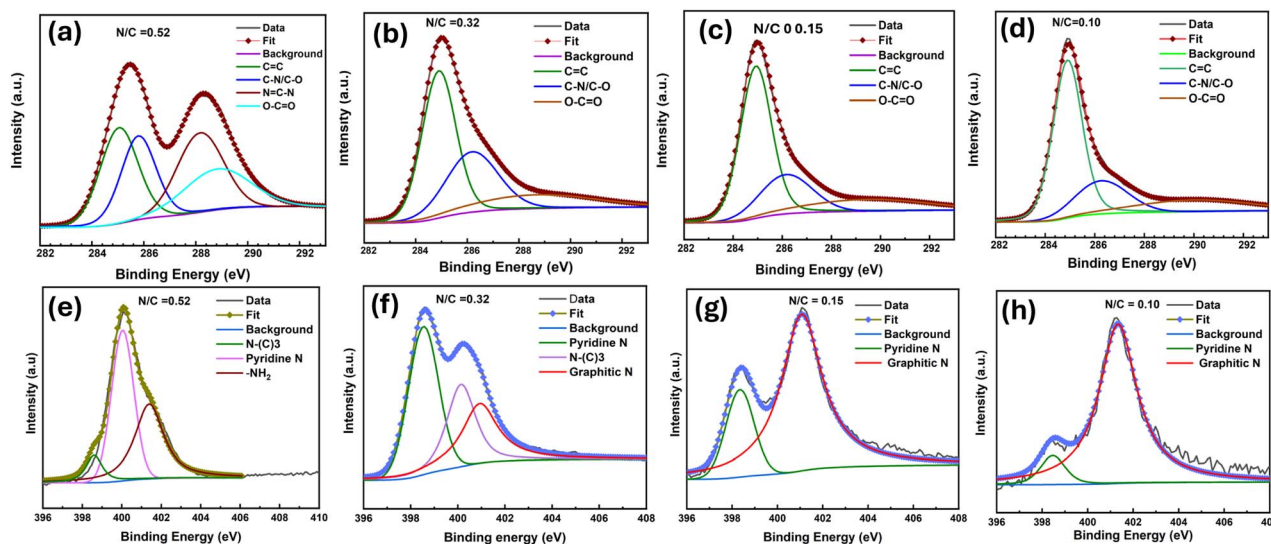 (a)
N/C =0.52
Data
Fit
Background
C=C
C-N/C-O
N=C-N
O-C=O
Intensity (a.u.)
282 284 286 288 290 292
Binding Energy (eV)
(b)
N/C =0.32
Data
Fit
Background
C=C
C-N/C-O
O-C=O
Intensity (a.u.)
282 284 286 288 290 292
Binding Energy (eV)
(c)
N/C 0 0.15
Data
Fit
Background
C=C
C-N/C-O
O-C=O
Intensity (a.u.)
282 284 286 288 290 292
Binding Energy (eV)
(d)
N/C=0.10
Data
Fit
Background
C=C
C-N/C-O
O-C=O
Intensity (a.u.)
282 284 286 288 290 292
Binding Energy (eV)
(e)
N/C =0.52
Data
Fit
Background
N-(C)3
Pyridine N
-NH2
Intensity (a.u)
396 398 400 402 404 406 408 410
Binding Energy (eV)
(f)
N/C =0.32
Data
Fit
Background
Pyridine N
N-(C)3
Graphitic N
Intensity (a.u.)
396 398 400 402 404 406 408
Binding energy (eV)
(g)
N/C = 0.15
Data
Fit
Background
Pyridine N
Graphitic N
Intensity (a.u.)
396 398 400 402 404 406 408
Binding Energy (eV)
(h)
N/C = 0.10
Data
Fit
Background
Pyridine N
Graphitic N
Intensity (a.u.)
396 398 400 402 404 406
Binding Energy (eV)